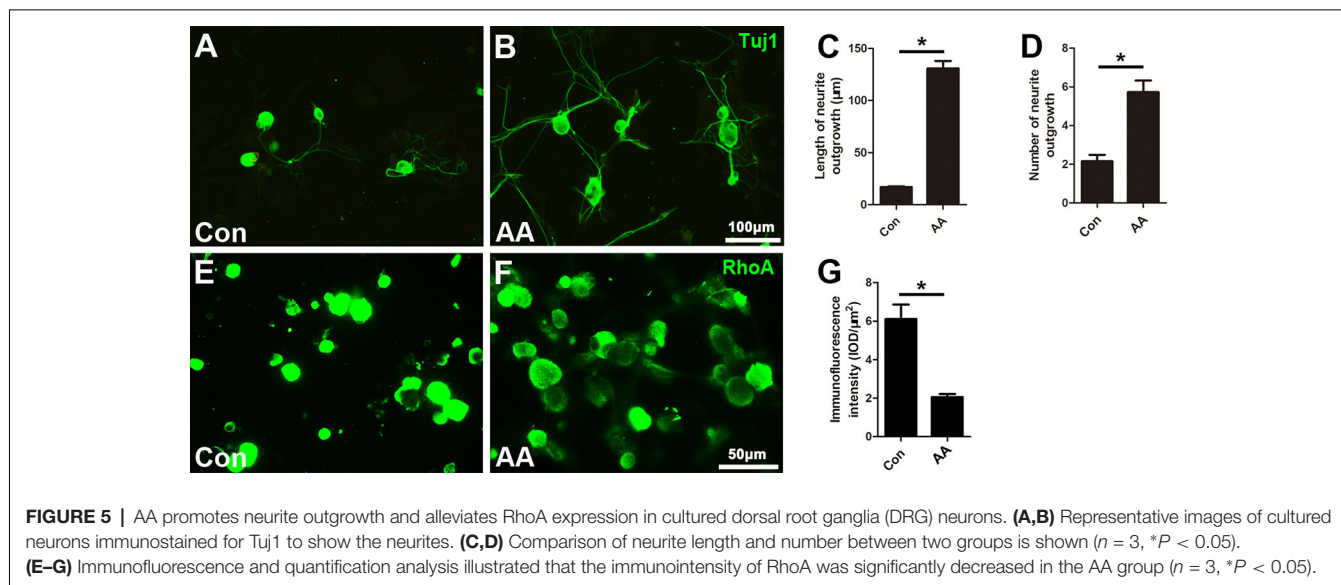 A
Con
B
Tuj1
AA
100µm
C
Length of neurite
outgrowth (µm)
150
100
50
0
*
Con
AA
D
Number of neurite
outgrowth
8
6
4
2
0
*
Con
AA
E
Con
F
RhoA
AA
50µm
G
Immunofluorescence
intensity (IOD/µm²)
8
6
4
2
0
*
Con
AA
FIGURE 5 | AA promotes neurite outgrowth and alleviates RhoA expression in cultured dorsal root ganglia (DRG) neurons. (A,B) Representative images of cultured
neurons immunostained for Tuj1 to show the neurites. (C,D) Comparison of neurite length and number between two groups is shown (n = 3, *P < 0.05).
(E–G) Immunofluorescence and quantification analysis illustrated that the immunointensity of RhoA was significantly decreased in the AA group (n = 3, *P < 0.05).